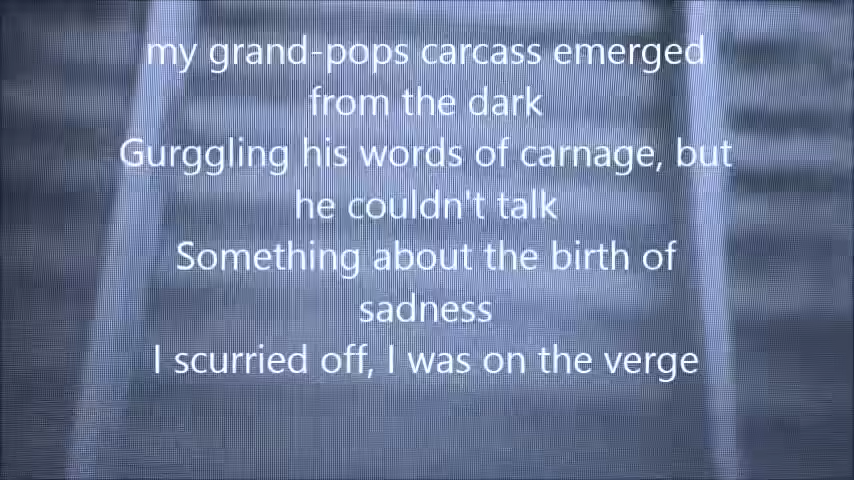 my grand-pops carcass emerged
from the dark
Gurggling his words of carnage, but
he couldn't talk
Something about the birth of
sadness
I scurried off, I was on the verge